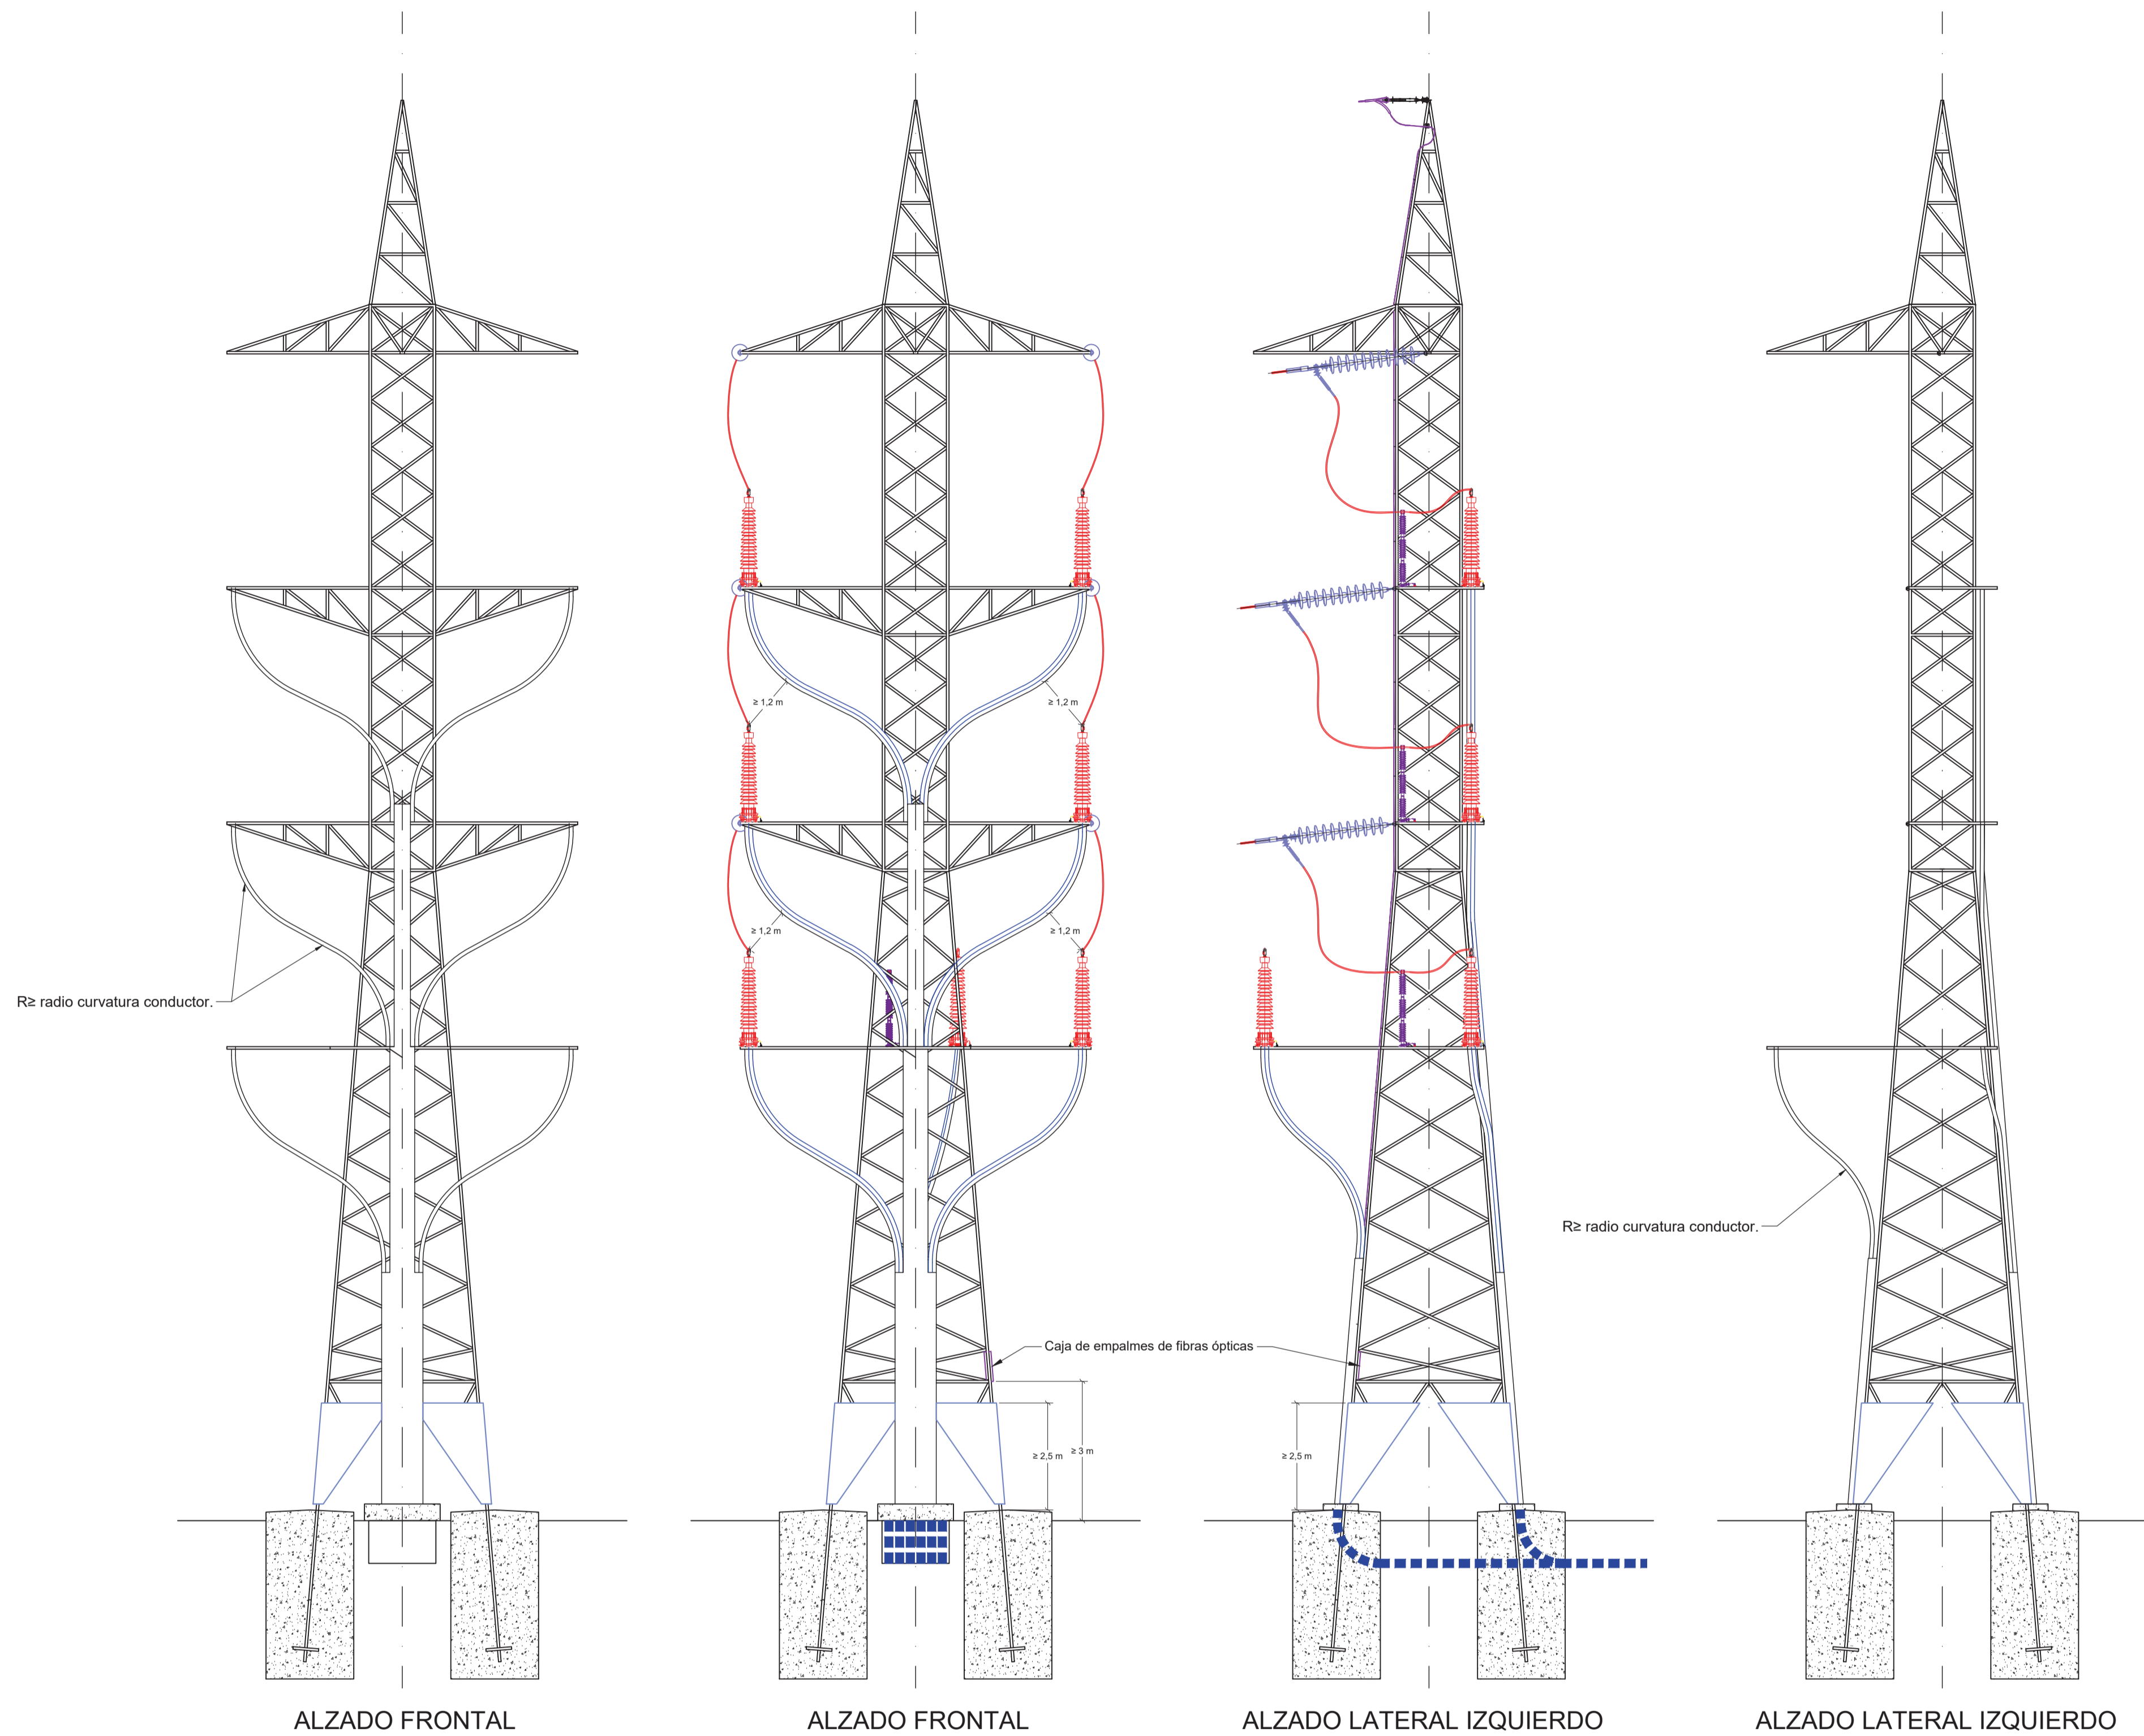 ≥ 1,2 m
≥ 1,2 m
≥ 1,2 m
≥ 1,2 m
R≥ radio curvatura conductor.
R≥ radio curvatura conductor.
Caja de empalmes de fibras ópticas
≥ 2,5 m
≥ 3 m
≥ 2,5 m
ALZADO FRONTAL
ALZADO FRONTAL
ALZADO LATERAL IZQUIERDO
ALZADO LATERAL IZQUIERDO